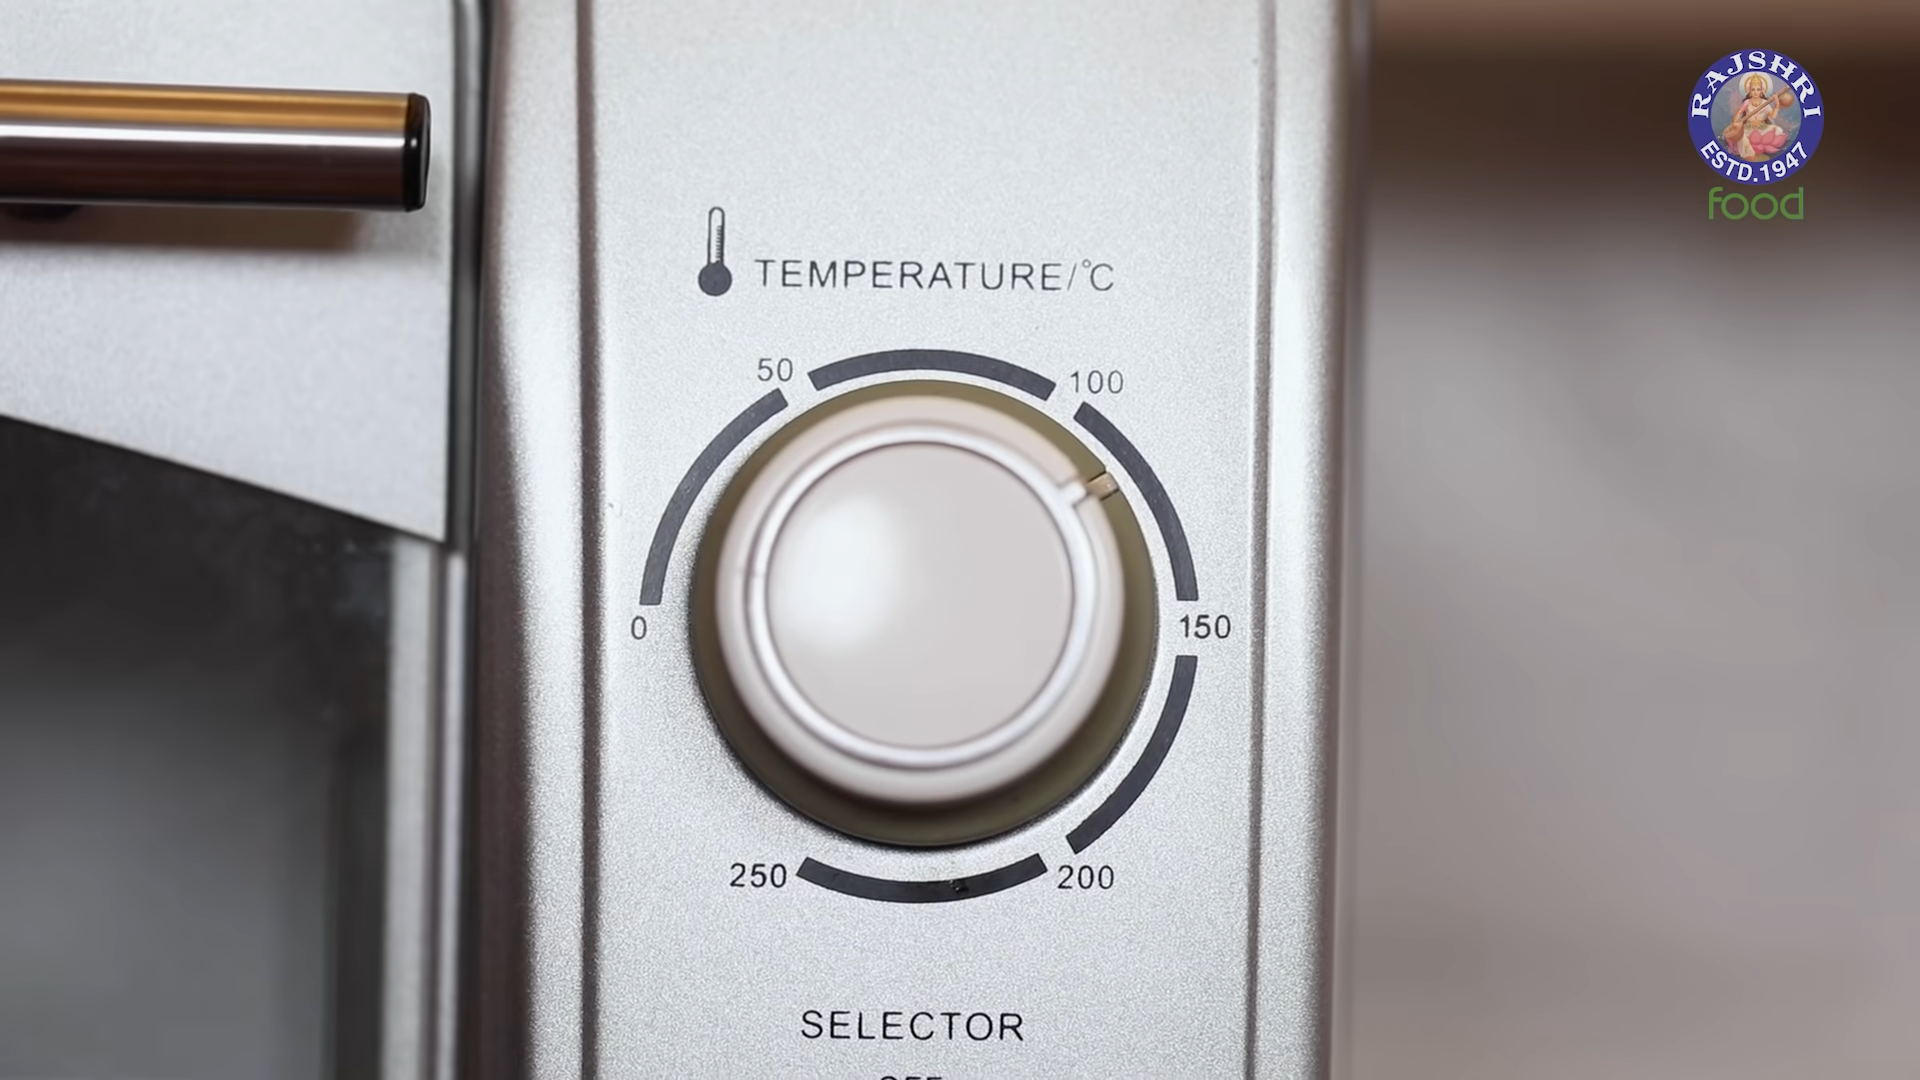 RAJSHRI
ESTD.1947
food
TEMPERATURE/°C
50
100
0
150
250
200
SELECTOR